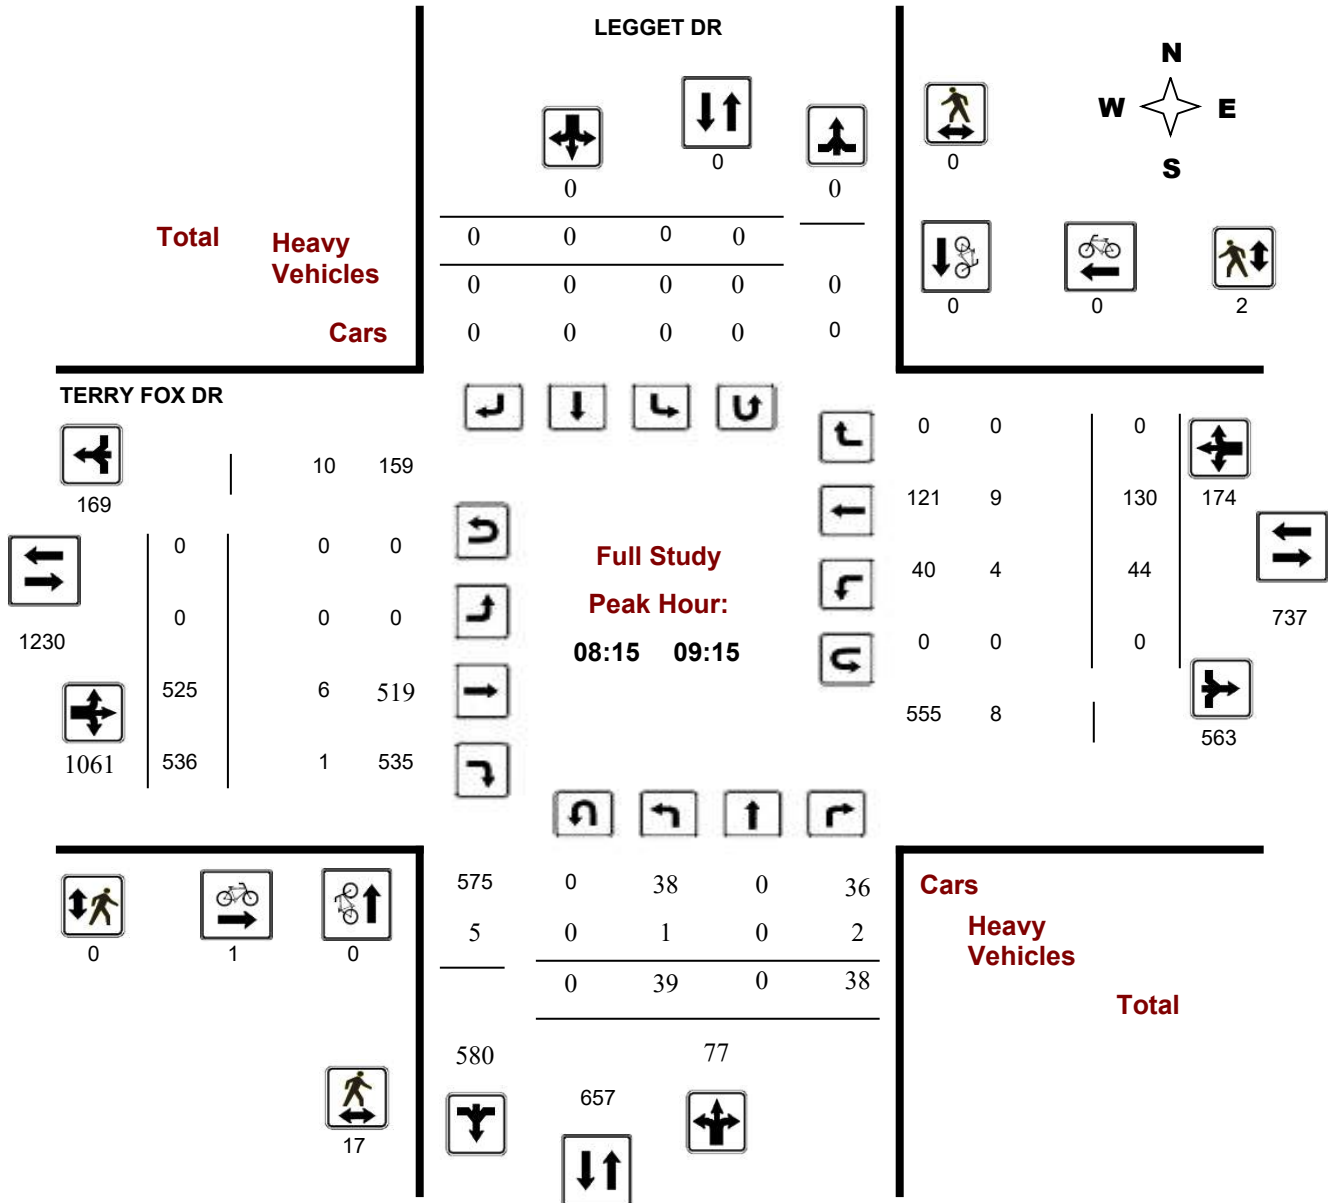 LEGGET DR
N
W E
S
0
0
0 0
0
Total Heavy Vehicles
0 0 0 0
0 0 0 0 0
0 0 2
Cars
0 0 0 0 0
TERRY FOX DR
0 0 0
10 159
169
121 9 130 174
0 0 0
Full Study
40 4 44
Peak Hour:
0 0 0
737
1230
08:15 09:15
0 0 0
525 6 519
555 8
563
1061 536 1 535
575 0 38 0 36
Cars
5 0 1 0 2
Heavy
Vehicles
0 1 0
0 39 0 38
Total
580 77
657
17